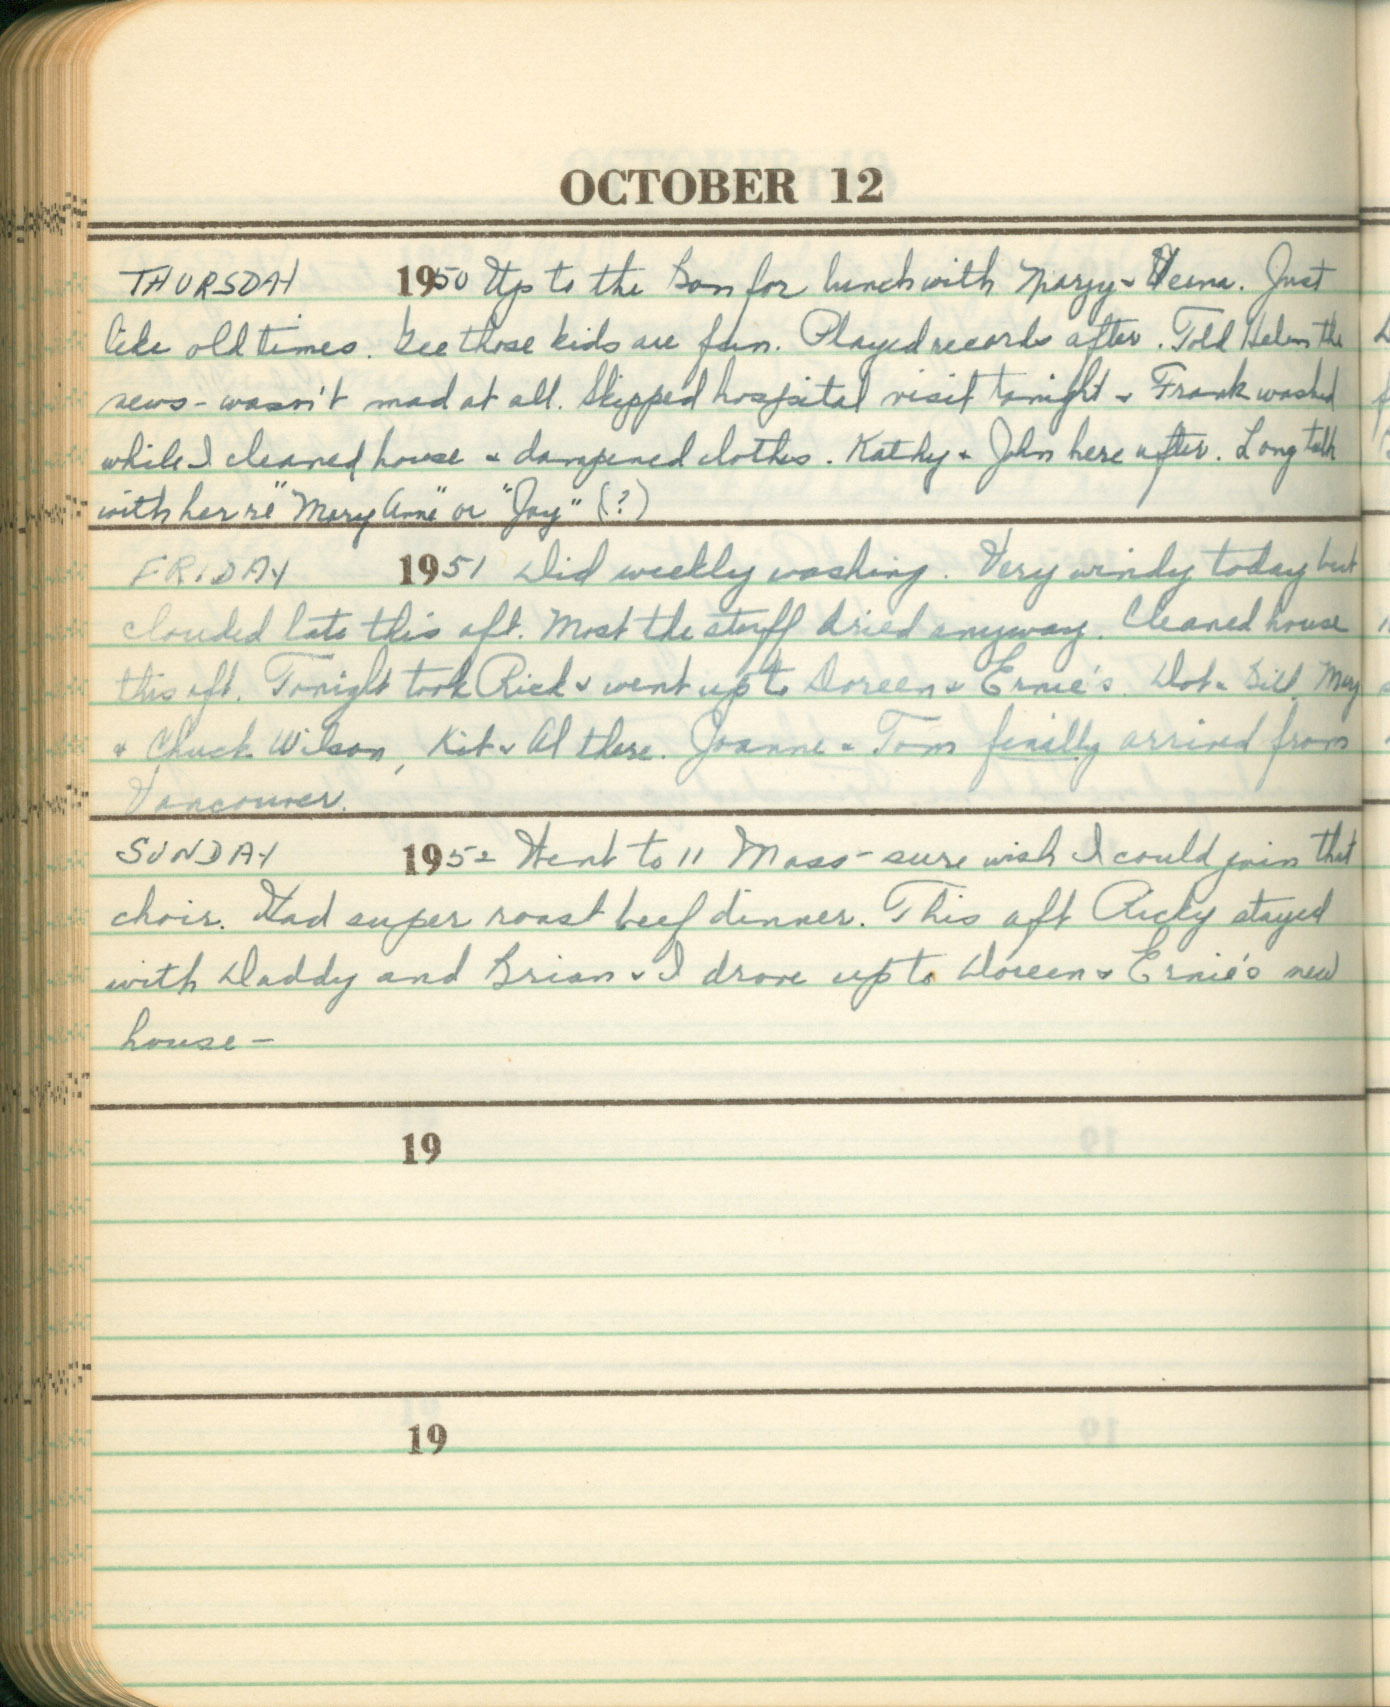 OCTOBER 12
THURSDAY 1950 Up to the Bon for lunch with Margy & Verna. Just
like old times. Gee those kids are fun. Played records after. Told Helen the
news - wasn't mad at all. Skipped hospital visit tonight & Frank washed
while I cleaned house & dampened clothes. Kathy & John here after. Long talk
with her re "Mary Anne" or "Jay" (?)
FRIDAY 1951 Did weekly washing. Very windy today but
clouded late this aft. Most the stuff dried anyway. Cleaned house
this aft. Tonight took Rick & went up to Doreen & Ernie's. Dot & Bill, Mary
& Chuck Wilson, Kit & Al there. Joanne & Tom finally arrived from
Vancouver.
SUNDAY 1952 Went to 11 Mass - sure wish I could join that
choir. Had super roast beef dinner. This aft Ricky stayed
with Daddy and Brian & I drove up to Doreen & Ernie's new
house -
19
19